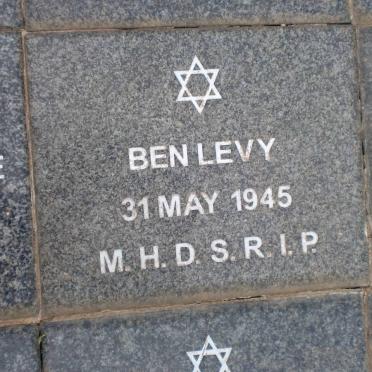 BEN LEVY
31 MAY 1945
M. H. D. S. R. I. P.